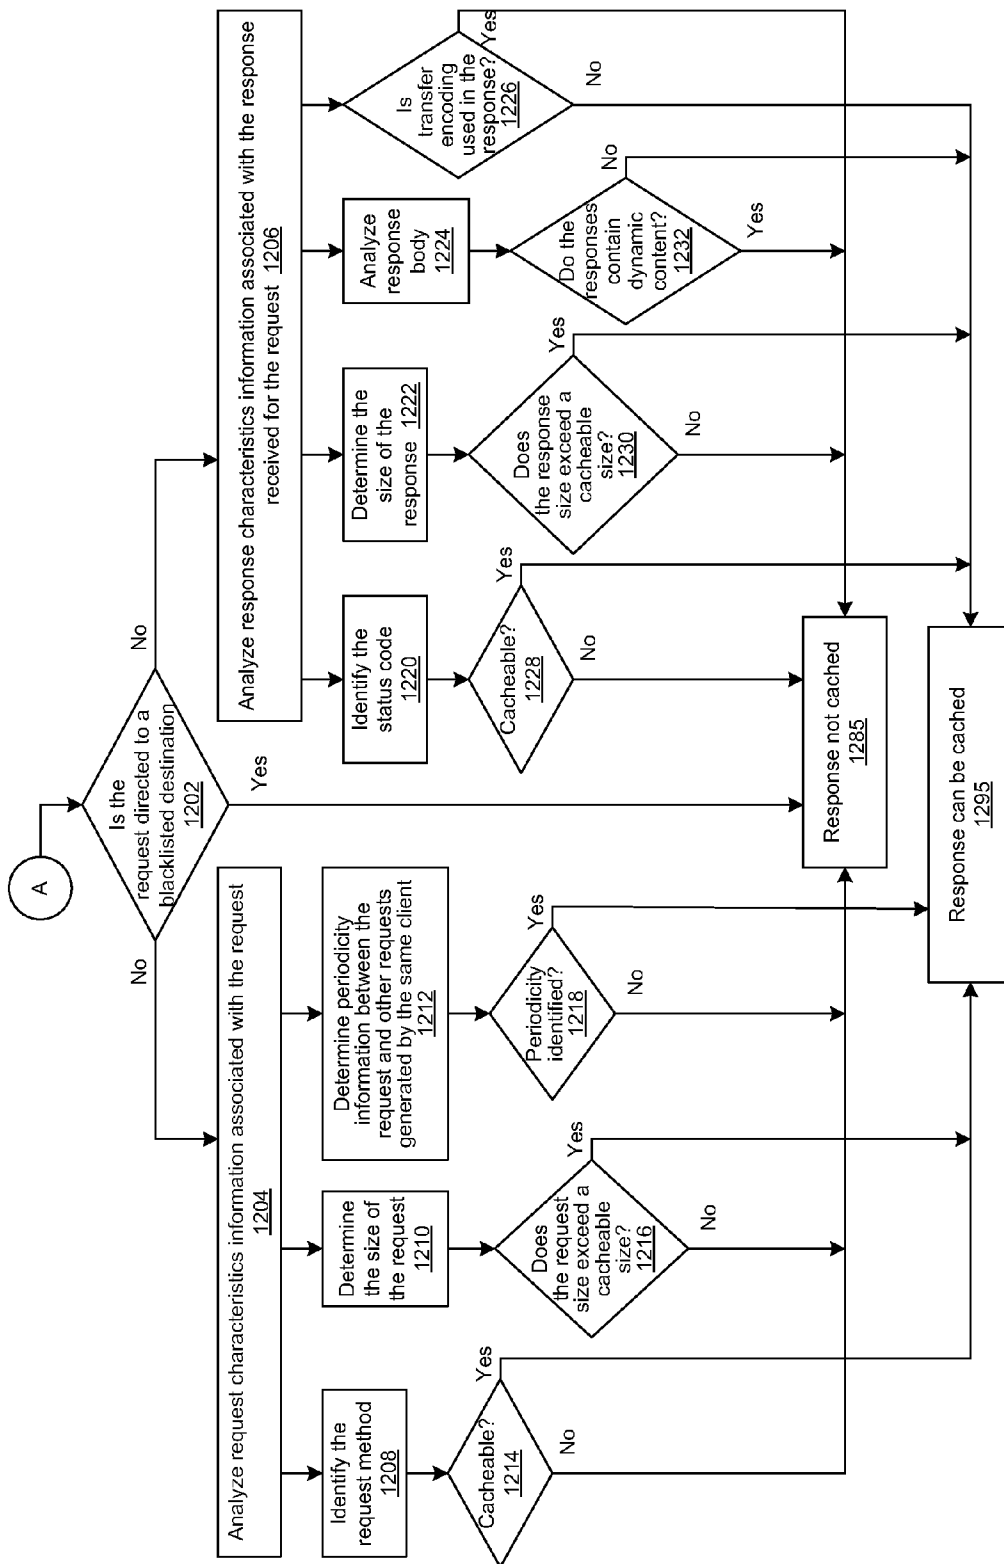 A
Is the
request directed to a
blacklisted destination
1202
No
No
Yes
Analyze request characteristics information associated with the request
1204
Analyze response characteristics information associated with the response
received for the request 1206
Identify the
request method
1208
Determine
the size of
the request
1210
Determine periodicity
information between the
request and other requests
generated by the same client
1212
Identify the
status code
1220
Determine the
size of the
response 1222
Analyze
response
body
1224
Is
transfer
encoding
used in the
response?
1226
Yes
No
Cacheable?
1214
Yes
No
Does
the request
size exceed a
cacheable
size?
1216
Yes
No
Periodicity
identified?
1218
Yes
No
Cacheable?
1228
Yes
No
Does
the response
size exceed a
cacheable
size?
1230
Yes
No
Do the
responses
contain
dynamic
content?
1232
No
Yes
Response not cached
1285
Response can be cached
1295